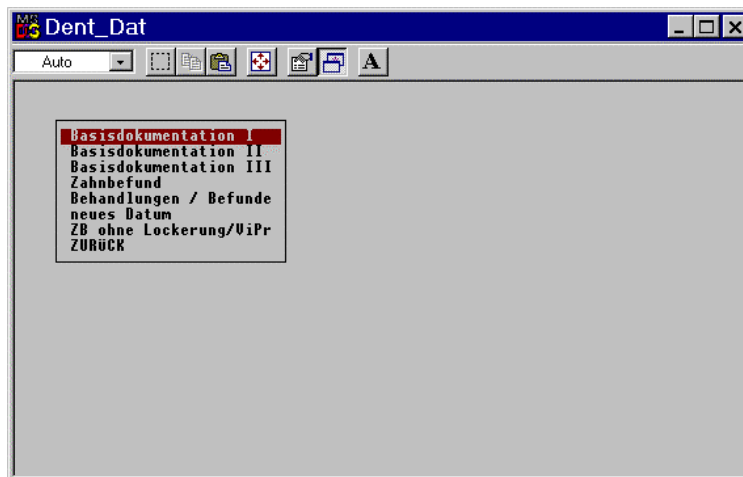 MS
DOS Dent_Dat
Auto
A
Basisdokumentation I
Basisdokumentation II
Basisdokumentation III
Zahnbefund
Behandlungen / Befunde
neues Datum
ZB ohne Lockerung/ViPr
ZURüCK